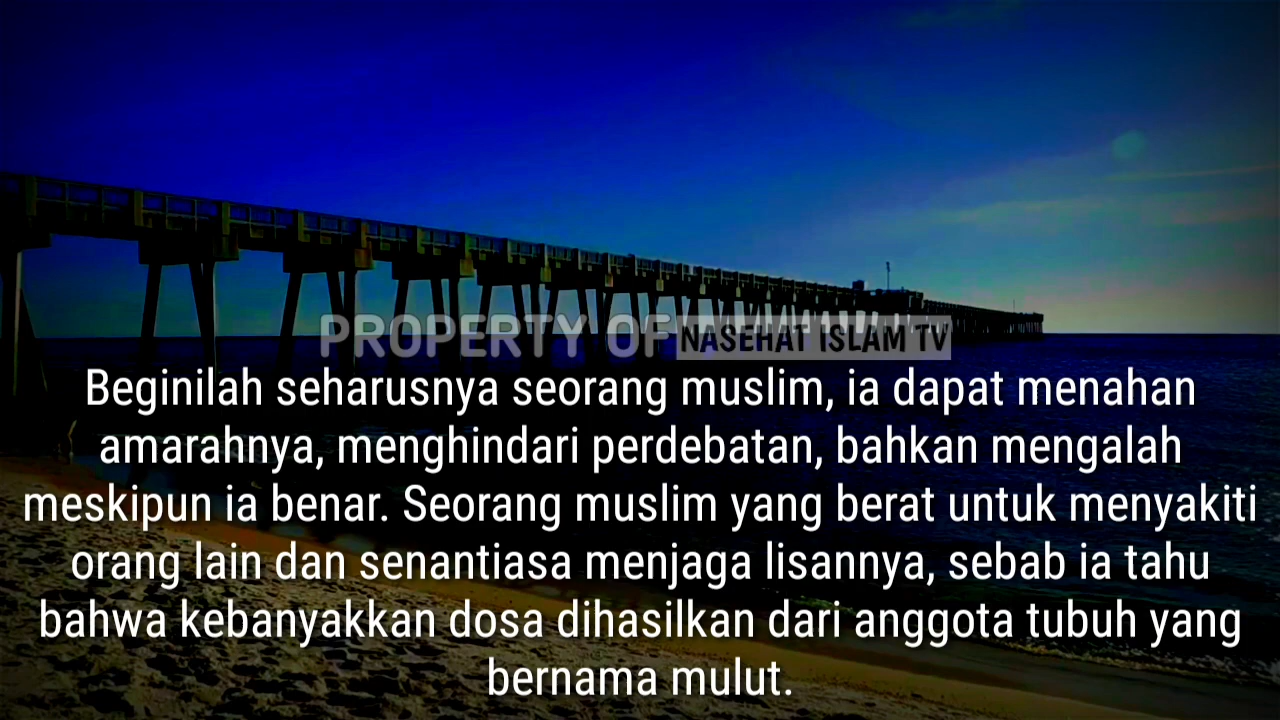 PROPERTY OF NASEHAT ISLAM TV
Beginilah seharusnya seorang muslim, ia dapat menahan
amarahnya, menghindari perdebatan, bahkan mengalah
meskipun ia benar. Seorang muslim yang berat untuk menyakiti
orang lain dan senantiasa menjaga lisannya, sebab ia tahu
bahwa kebanyakkan dosa dihasilkan dari anggota tubuh yang
bernama mulut.